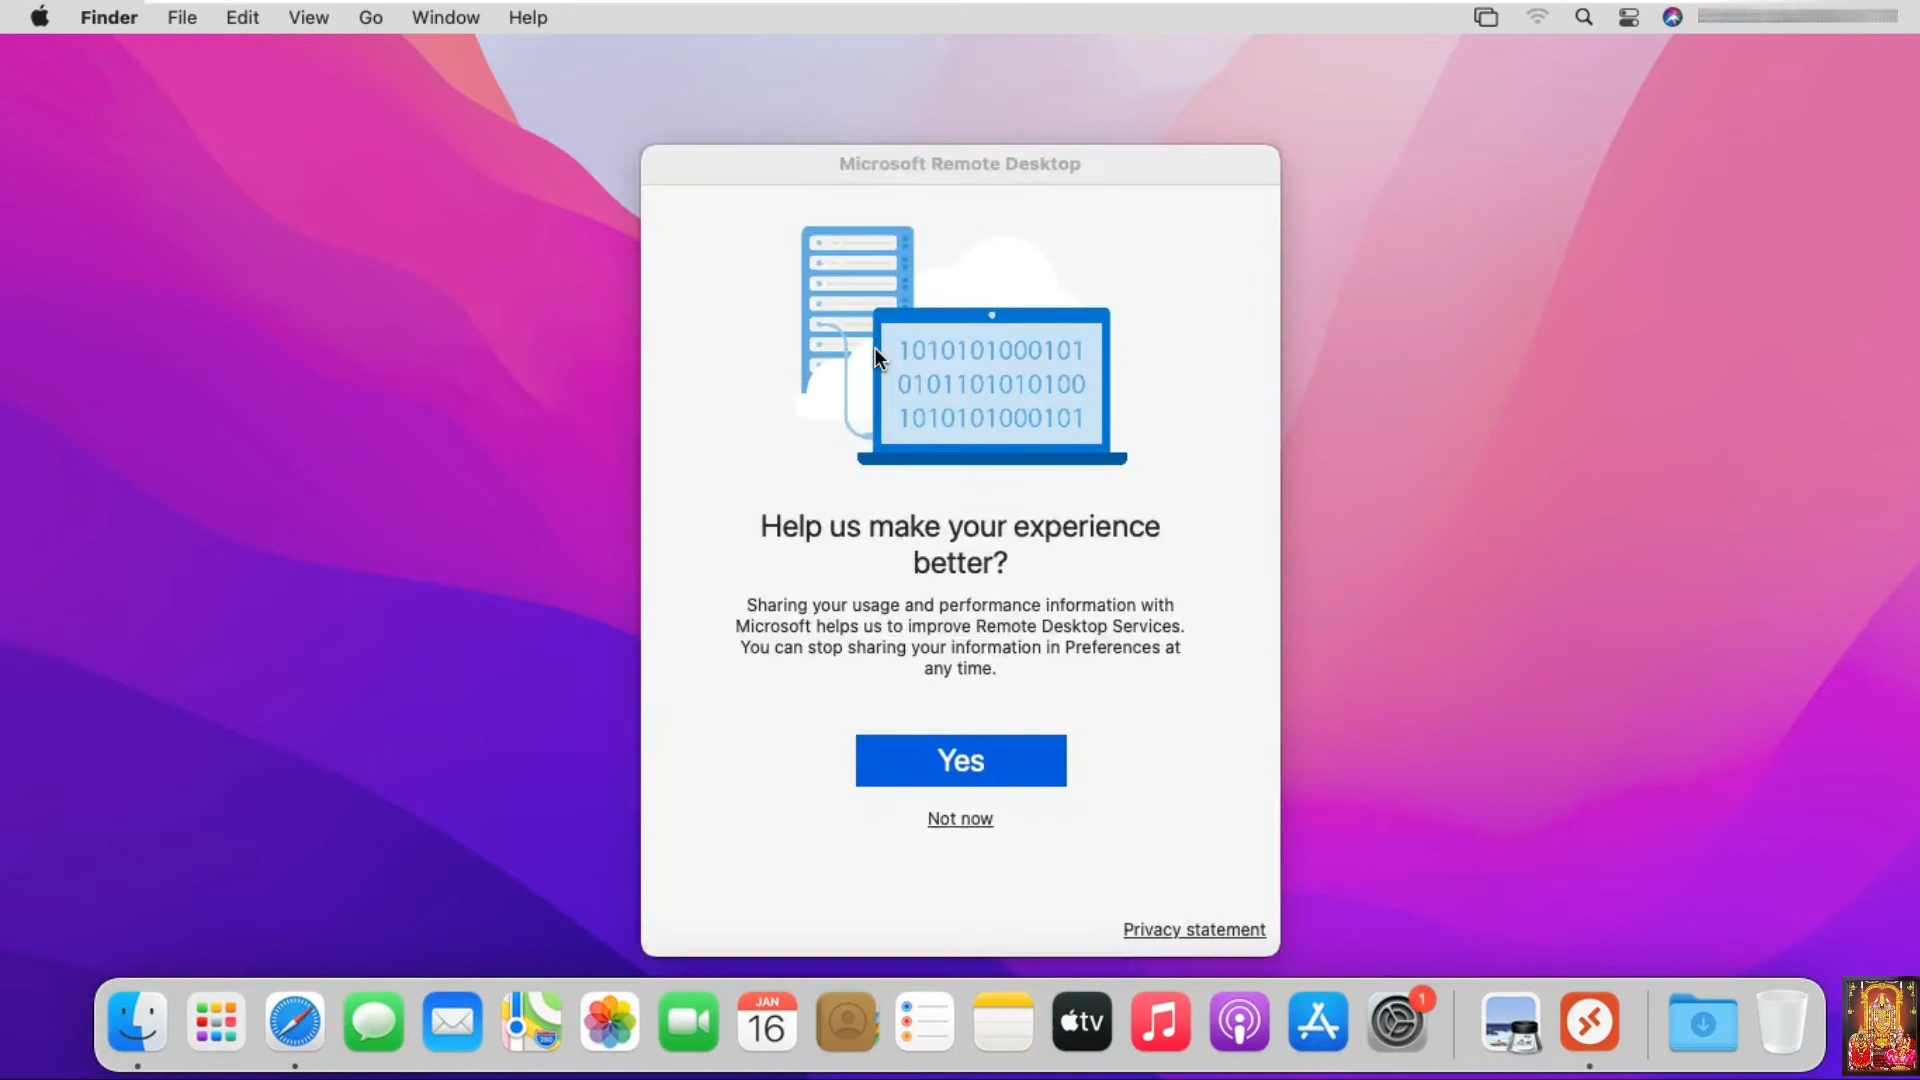 Finder File Edit View Go Window Help
Microsoft Remote Desktop
1010101000101
0101101010100
1010101000101
Help us make your experience
better?
Sharing your usage and performance information with
Microsoft helps us to improve Remote Desktop Services.
You can stop sharing your information in Preferences at
any time.
Yes
Not now
Privacy statement
JAN
16
280
tv
1